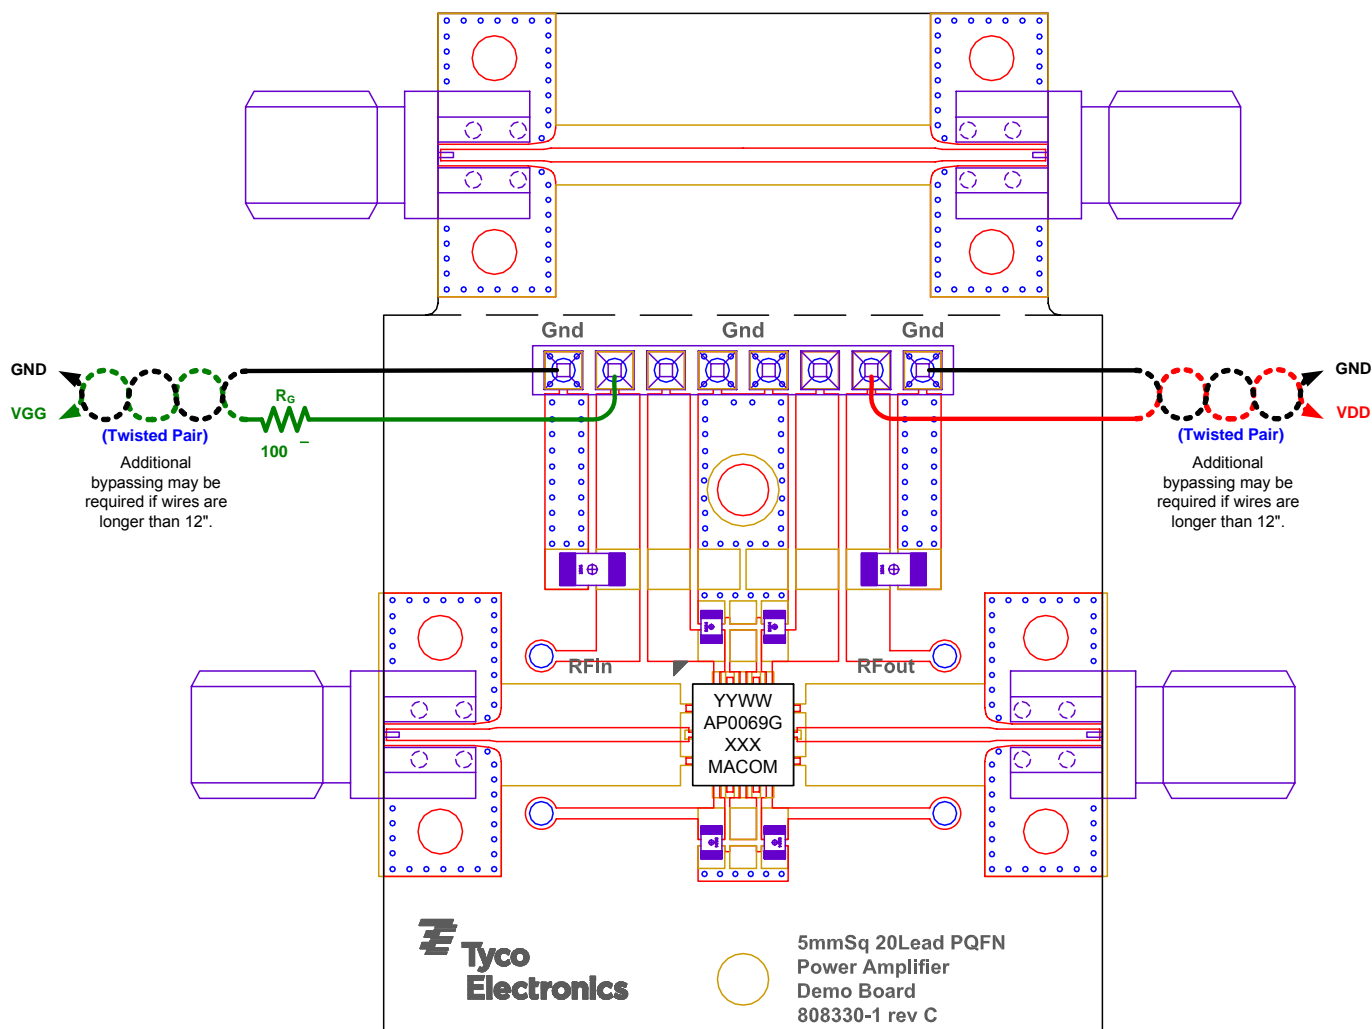 Gnd Gnd Gnd
GND
VGG
RG
100
(Twisted Pair)
Additional
bypassing may be
required if wires are
longer than 12".
GND
VDD
(Twisted Pair)
Additional
bypassing may be
required if wires are
longer than 12".
RFin
RFout
YYWW
AP0069G
XXX
MACOM
Tyco
Electronics
5mmSq 20Lead PQFN
Power Amplifier
Demo Board
808330-1 rev C